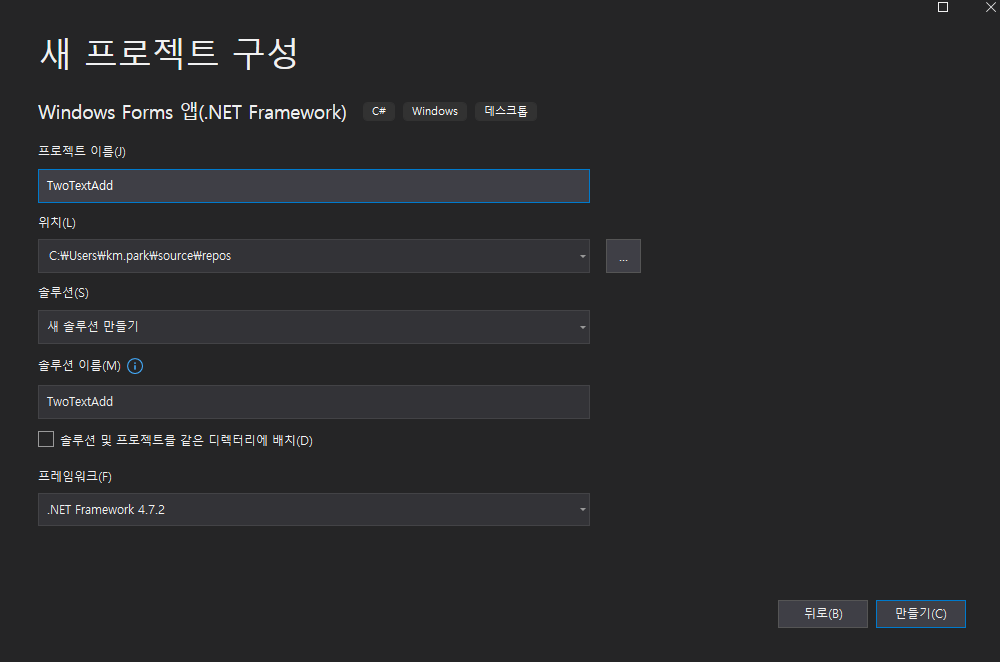 새 프로젝트 구성
Windows Forms 앱(.NET Framework) C# Windows 데스크톱
프로젝트 이름(J)
TwoTextAdd
위치(L)
C:₩Users₩km.park₩source₩repos
...
솔루션(S)
새 솔루션 만들기
솔루션 이름(M)
TwoTextAdd
솔루션 및 프로젝트를 같은 디렉터리에 배치(D)
프레임워크(F)
.NET Framework 4.7.2
뒤로(B) 만들기(C)